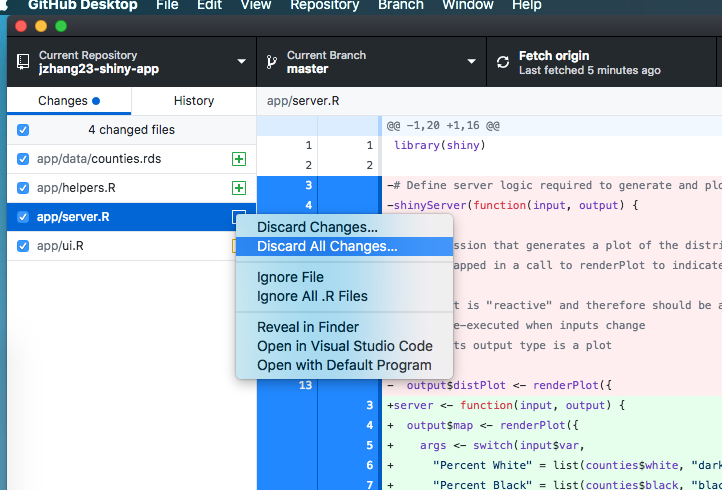 GitHub Desktop File Edit View Repository Branch Window Help
Current Repository
jzhang23-shiny-app
Current Branch
master
Fetch origin
Last fetched 5 minutes ago
Changes
History
app/server.R
4 changed files
app/data/counties.rds
app/helpers.R
app/server.R
app/ui.R
Discard Changes...
Discard All Changes...
Ignore File
Ignore All .R Files
Reveal in Finder
Open in Visual Studio Code
Open with Default Program
@@ -1,20 +1,16 @@
1 1 library(shiny)
2 2
3 -# Define server logic required to generate and plo
4 -shinyServer(function(input, output) {
ssion that generates a plot of the distri
apped in a call to renderPlot to indicate
t is "reactive" and therefore should be a
e-executed when inputs change
ts output type is a plot
13 - output$distPlot <- renderPlot({
3 +server <- function(input, output) {
4 + output$map <- renderPlot({
5 + args <- switch(input$var,
6 + "Percent White" = list(counties$white, "dark
7 + "Percent Black" = list(counties$black, "blac